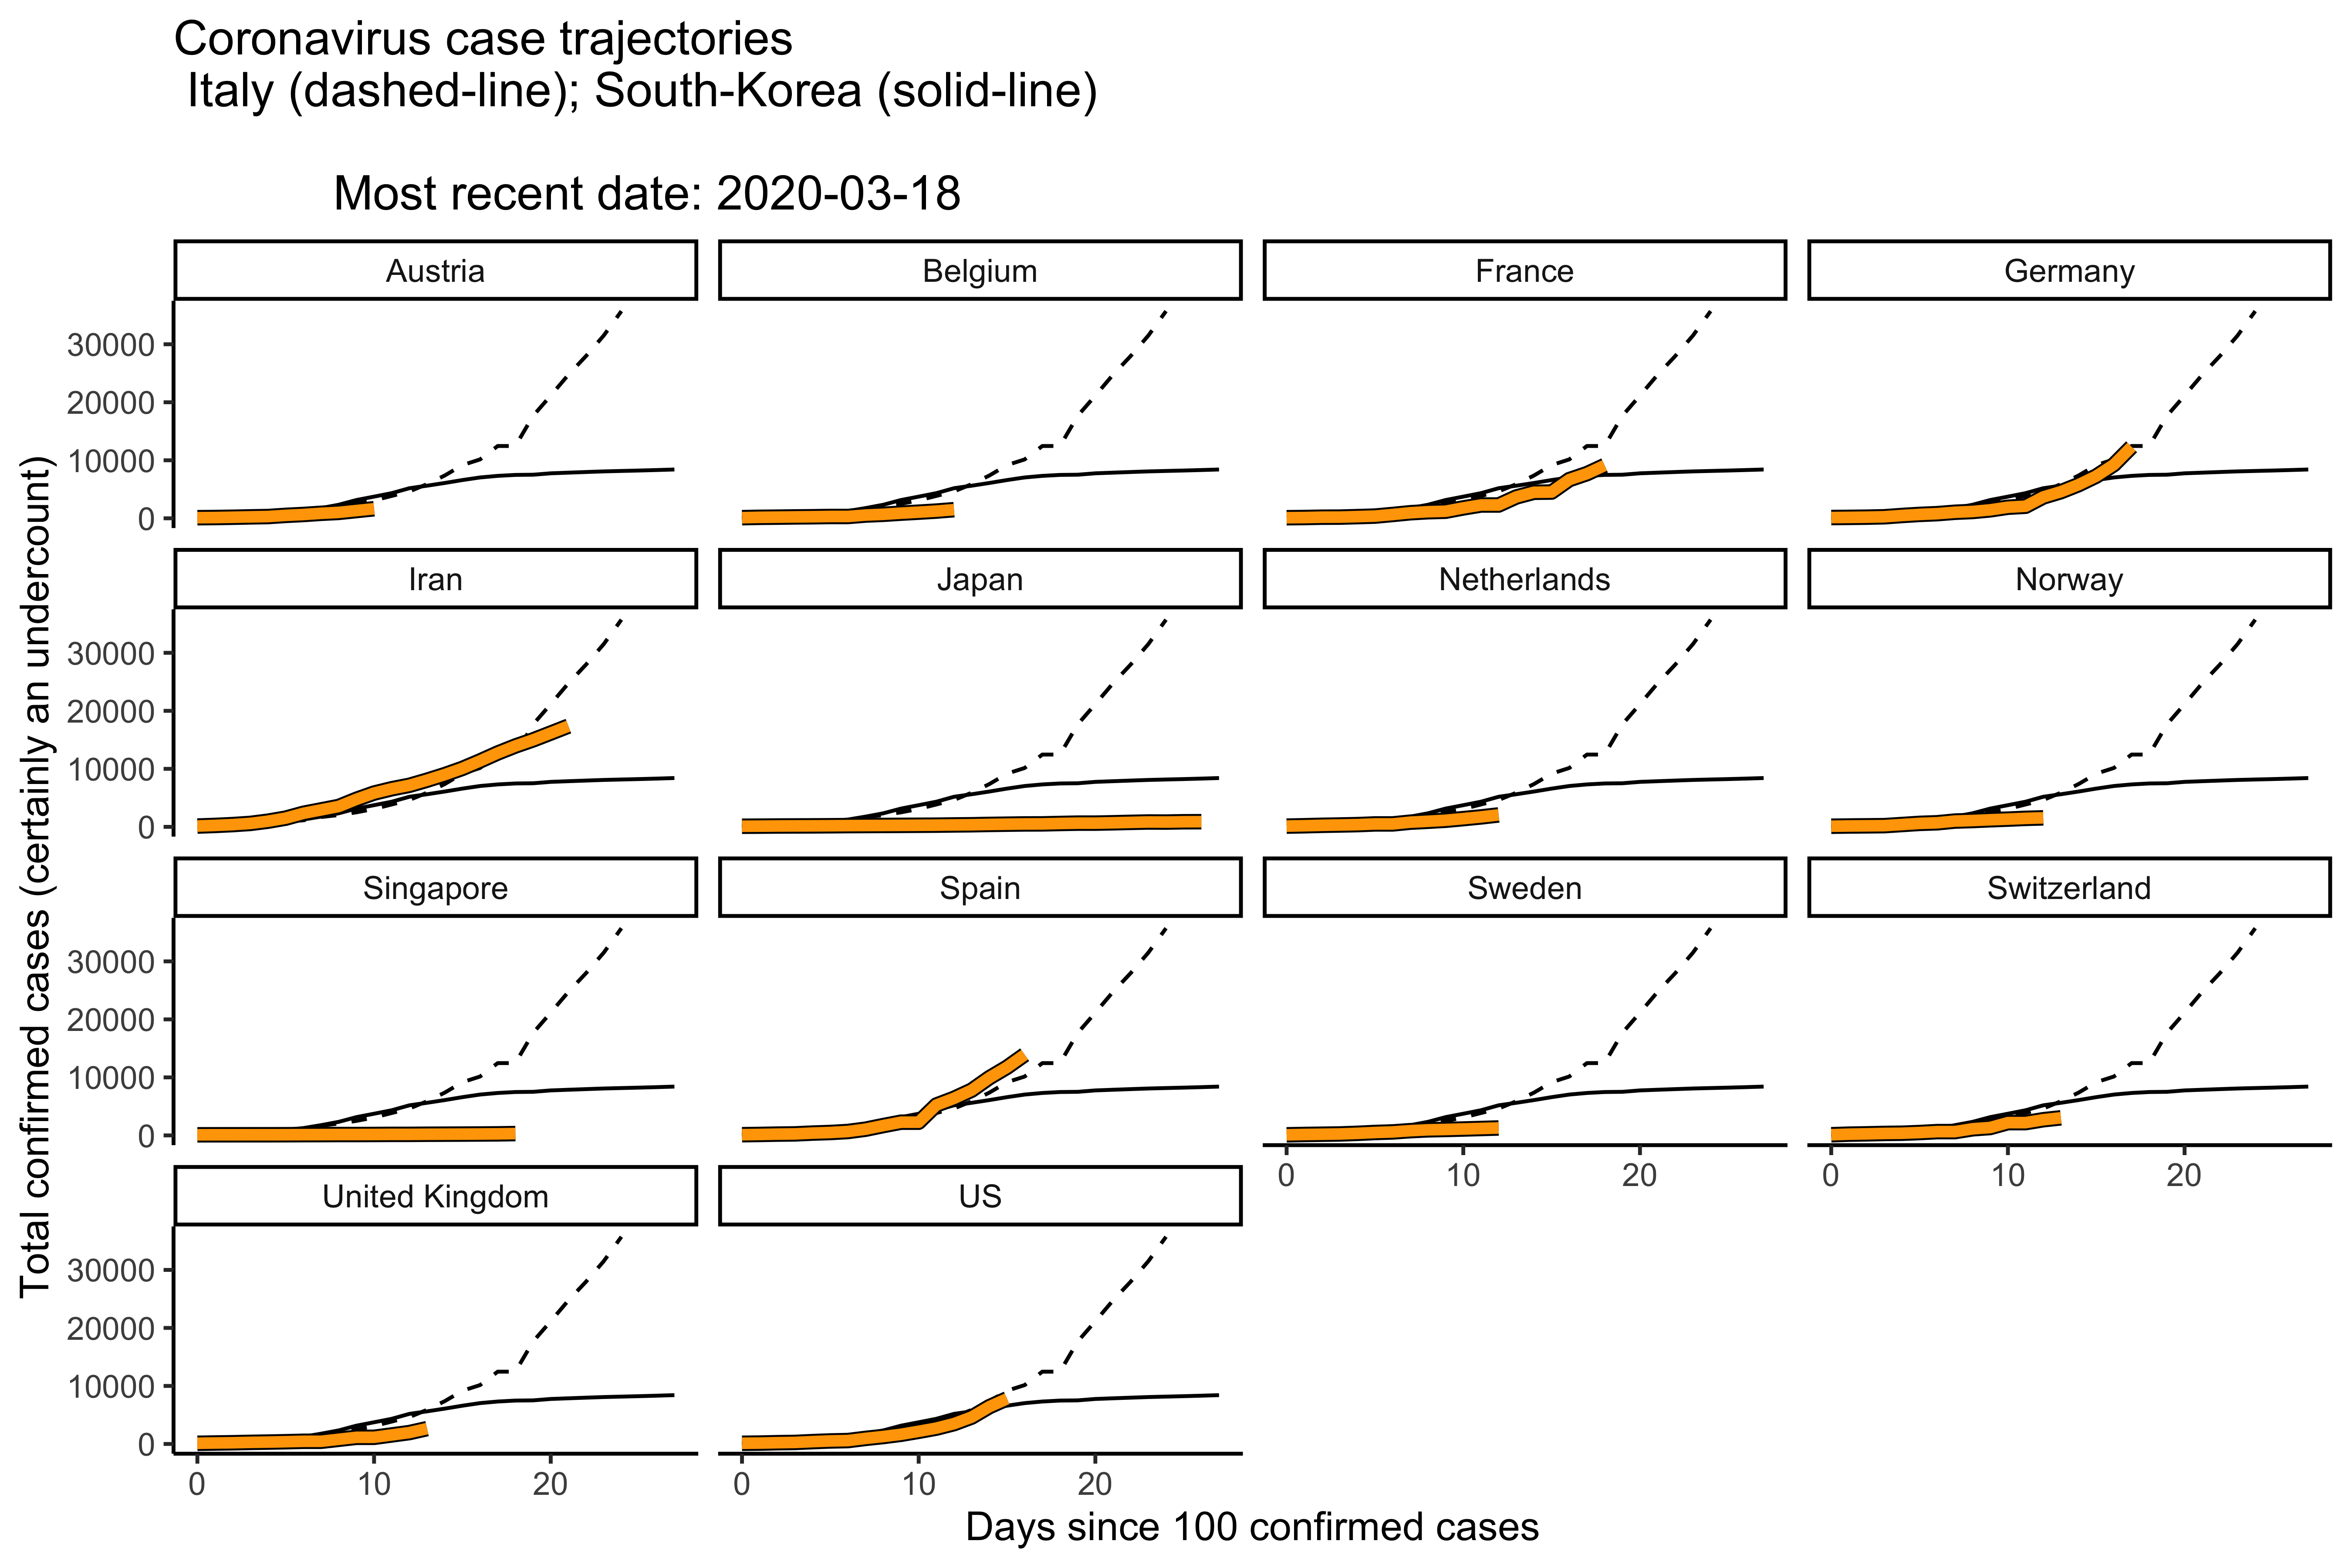 Coronavirus case trajectories
Italy (dashed-line); South-Korea (solid-line)
Most recent date: 2020-03-18
Total confirmed cases (certainly an undercount)
Austria
Belgium
France
Germany
30000
20000
10000
0
Iran
Japan
Netherlands
Norway
30000
20000
10000
0
Singapore
Spain
Sweden
Switzerland
30000
20000
10000
0
0 10 20
0 10 20
United Kingdom
US
30000
20000
10000
0
0 10 20
0 10 20
Days since 100 confirmed cases